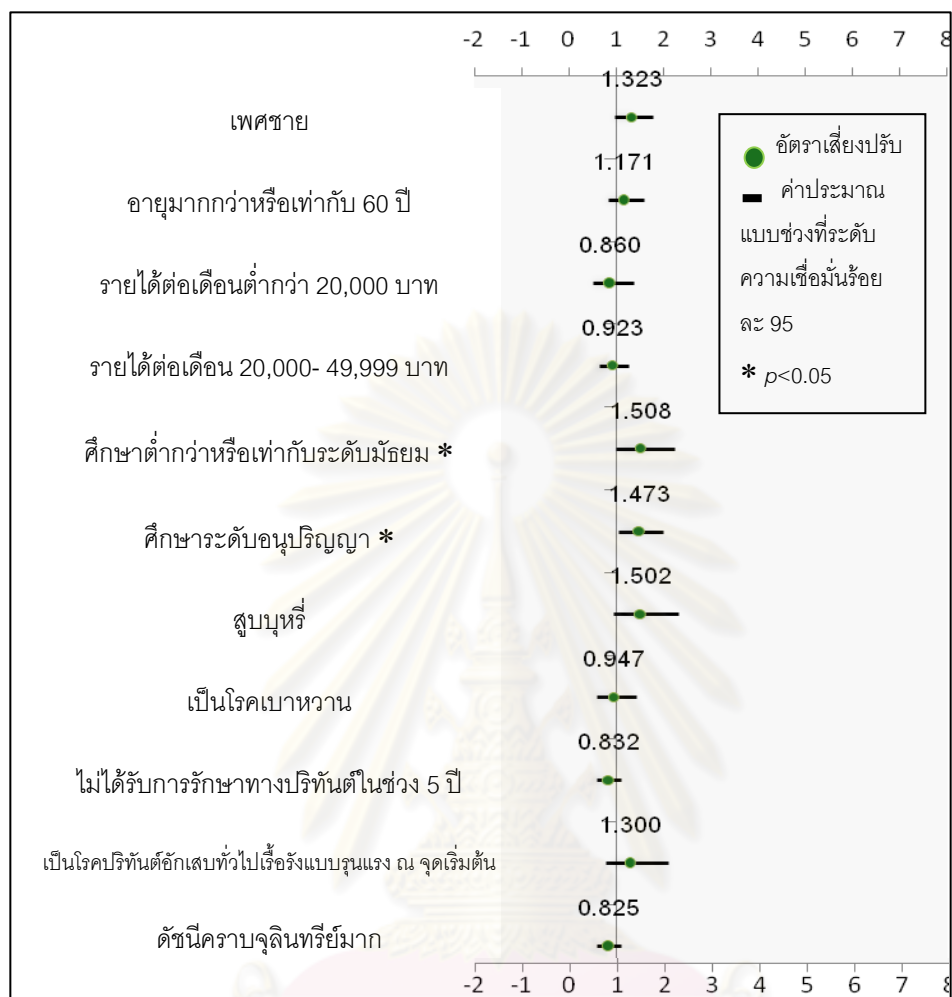 -2 -1 0 1 2 3 4 5 6 7 8
1.323
เพศชาย
1.171
อายุมากกว่าหรือเท่ากับ 60 ปี
0.860
รายได้ต่อเดือนต่ำกว่า 20,000 บาท
0.923
รายได้ต่อเดือน 20,000- 49,999 บาท
1.508
ศึกษาต่ำกว่าหรือเท่ากับระดับมัธยม *
1.473
ศึกษาระดับอนุปริญญา *
1.502
สูบบุหรี่
0.947
เป็นโรคเบาหวาน
0.832
ไม่ได้รับการรักษาทางปริทันต์ในช่วง 5 ปี
1.300
เป็นโรคปริทันต์อักเสบทั่วไปเรื้อรังแบบรุนแรง ณ จุดเริ่มต้น
0.825
ดัชนีคราบจุลินทรีย์มาก
-2 -1 0 1 2 3 4 5 6 7 8
อัตราเสี่ยงปรับ
ค่าประมาณ
แบบช่วงที่ระดับ
ความเชื่อมั่นร้อย
ละ 95
* p<0.05